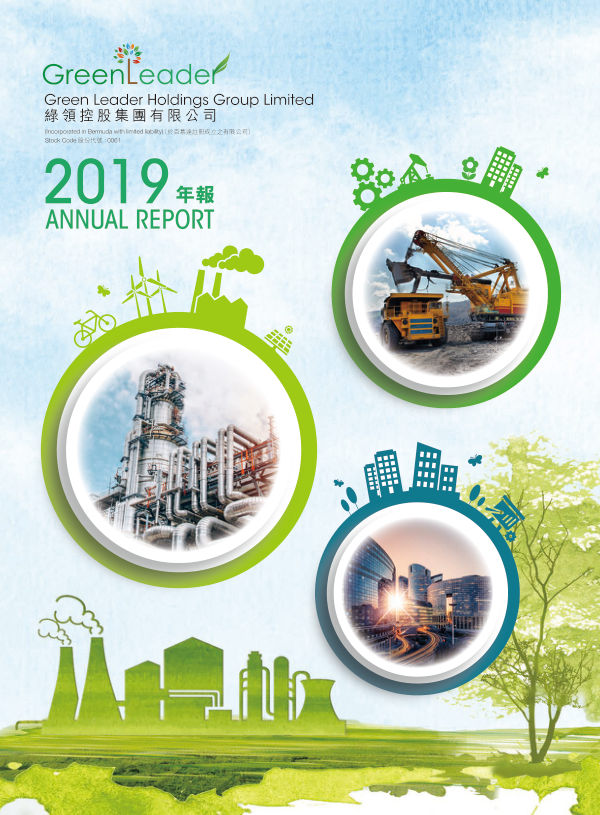 GreenLeader
Green Leader Holdings Group Limited
綠領控股集團有限公司
(Incorporated in Bermuda with limited liability) (於百慕達註冊成立之有限公司)
Stock Code 股份代號 : 0061
2019 年報
ANNUAL REPORT